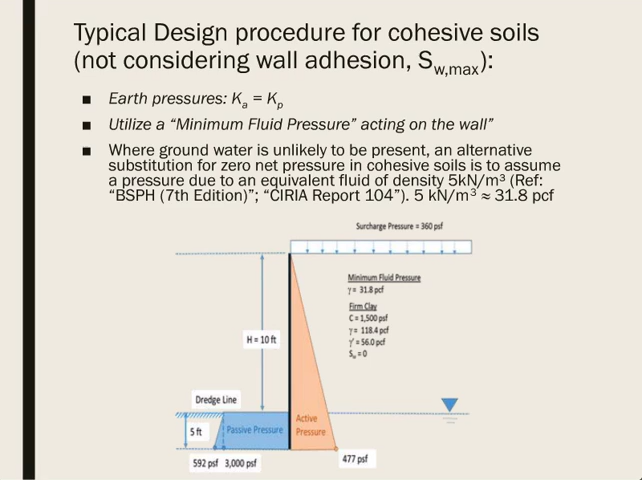 Typical Design procedure for cohesive soils
(not considering wall adhesion, Sw,max):
Earth pressures: Ka = Kp
Utilize a “Minimum Fluid Pressure” acting on the wall”
Where ground water is unlikely to be present, an alternative
substitution for zero net pressure in cohesive soils is to assume
a pressure due to an equivalent fluid of density 5kN/m³ (Ref:
“BSPH (7th Edition)”; “CIRIA Report 104”). 5 kN/m³ ≈ 31.8 pcf
Surcharge Pressure = 360 psf
Minimum Fluid Pressure
γ = 31.8 pcf
Firm Clay
C = 1,500 psf
γ = 118.4 pcf
γ' = 56.0 pcf
Sw = 0
H = 10 ft
Dredge Line
5 ft
Passive Pressure
Active
Pressure
592 psf 3,000 psf
477 psf